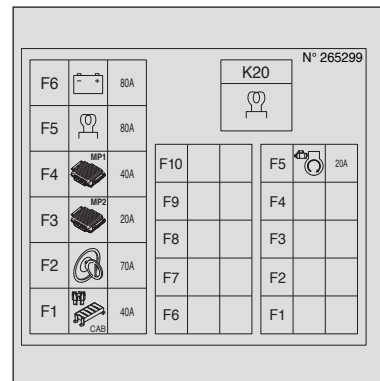 N° 265299
K20
F6 - + 80A
F5 80A
F4 MP1 40A
F3 MP2 20A
F2 70A
F1 CAB 40A
F10
F9
F8
F7
F6
F5 20A
F4
F3
F2
F1